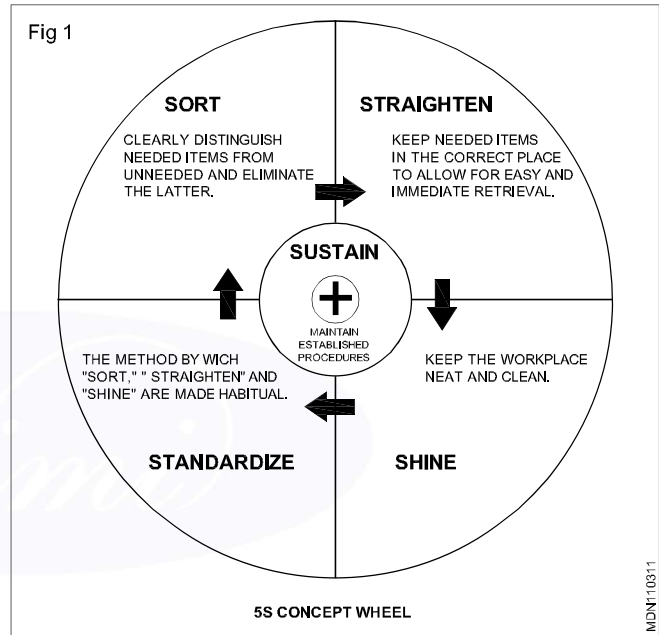 Fig 1
SORT
CLEARLY DISTINGUISH
NEEDED ITEMS FROM
UNNEEDED AND ELIMINATE
THE LATTER.
STRAIGHTEN
KEEP NEEDED ITEMS
IN THE CORRECT PLACE
TO ALLOW FOR EASY AND
IMMEDIATE RETRIEVAL.
SUSTAIN
MAINTAIN
ESTABLISHED
PROCEDURES
THE METHOD BY WICH
"SORT," " STRAIGHTEN" AND
"SHINE" ARE MADE HABITUAL.
STANDARDIZE
KEEP THE WORKPLACE
NEAT AND CLEAN.
SHINE
5S CONCEPT WHEEL
MDN110311